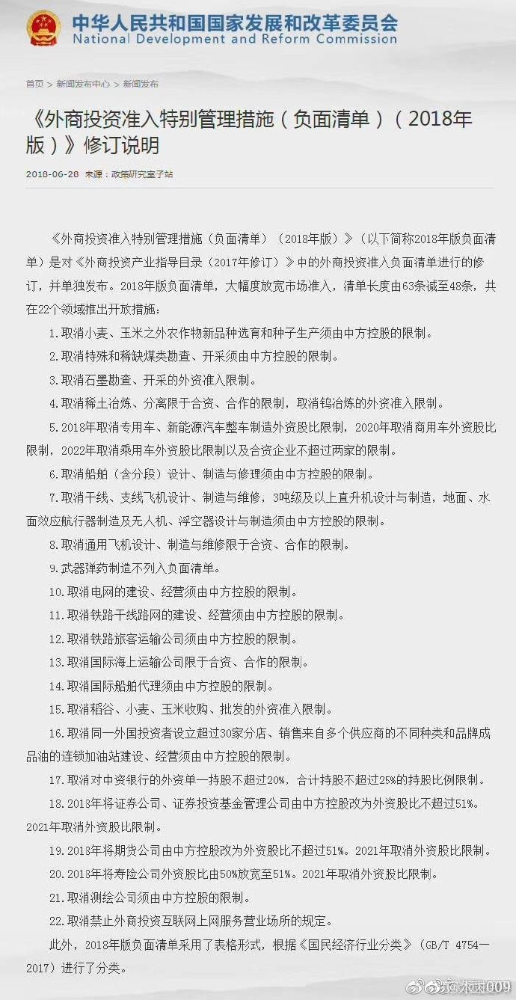 中华人民共和国国家发展和改革委员会
National Development and Reform Commission
首页 > 新闻发布中心 > 新闻发布
《外商投资准入特别管理措施（负面清单）（2018年
版）》修订说明
2018-06-28 来源：政策研究室子站
《外商投资准入特别管理措施（负面清单）（2018年版）》（以下简称2018年版负面清
单）是对《外商投资产业指导目录（2017年修订）》中的外商投资准入负面清单进行的修
订，并单独发布。2018年版负面清单，大幅度放宽市场准入，清单长度由63条减至48条，共
在22个领域推出开放措施：
1.取消小麦、玉米之外农作物新品种选育和种子生产须由中方控股的限制。
2.取消特殊和稀缺煤类勘查、开采须由中方控股的限制。
3.取消石墨勘查、开采的外资准入限制。
4.取消稀土冶炼、分离限于合资、合作的限制，取消钨冶炼的外资准入限制。
5.2018年取消专用车、新能源汽车整车制造外资股比限制，2020年取消商用车外资股比
限制，2022年取消乘用车外资股比限制以及合资企业不超过两家的限制。
6.取消船舶（含分段）设计、制造与修理须由中方控股的限制。
7.取消干线、支线飞机设计、制造与维修，3吨级及以上直升机设计与制造，地面、水
面效应航行器制造及无人机、浮空器设计与制造须由中方控股的限制。
8.取消通用飞机设计、制造与维修限于合资、合作的限制。
9.武器弹药制造不列入负面清单。
10.取消电网的建设、经营须由中方控股的限制。
11.取消铁路干线路网的建设、经营须由中方控股的限制。
12.取消铁路旅客运输公司须由中方控股的限制。
13.取消国际海上运输公司限于合资、合作的限制。
14.取消国际船舶代理须由中方控股的限制。
15.取消稻谷、小麦、玉米收购、批发的外资准入限制。
16.取消同一外国投资者设立超过30家分店、销售来自多个供应商的不同种类和品牌成
品油的连锁加油站建设、经营须由中方控股的限制。
17.取消对中资银行的外资单一持股不超过20%，合计持股不超过25%的持股比例限制。
18.2018年将证券公司、证券投资基金管理公司由中方控股改为外资股比不超过51%。
2021年取消外资股比限制。
19.2018年将期货公司由中方控股改为外资股比不超过51%。2021年取消外资股比限制。
20.2018年将寿险公司外资股比由50%放宽至51%。2021年取消外资股比限制。
21.取消测绘公司须由中方控股的限制。
22.取消禁止外商投资互联网上网服务营业场所的规定。
此外，2018年版负面清单采用了表格形式，根据《国民经济行业分类》（GB/T 4754—
2017）进行了分类。